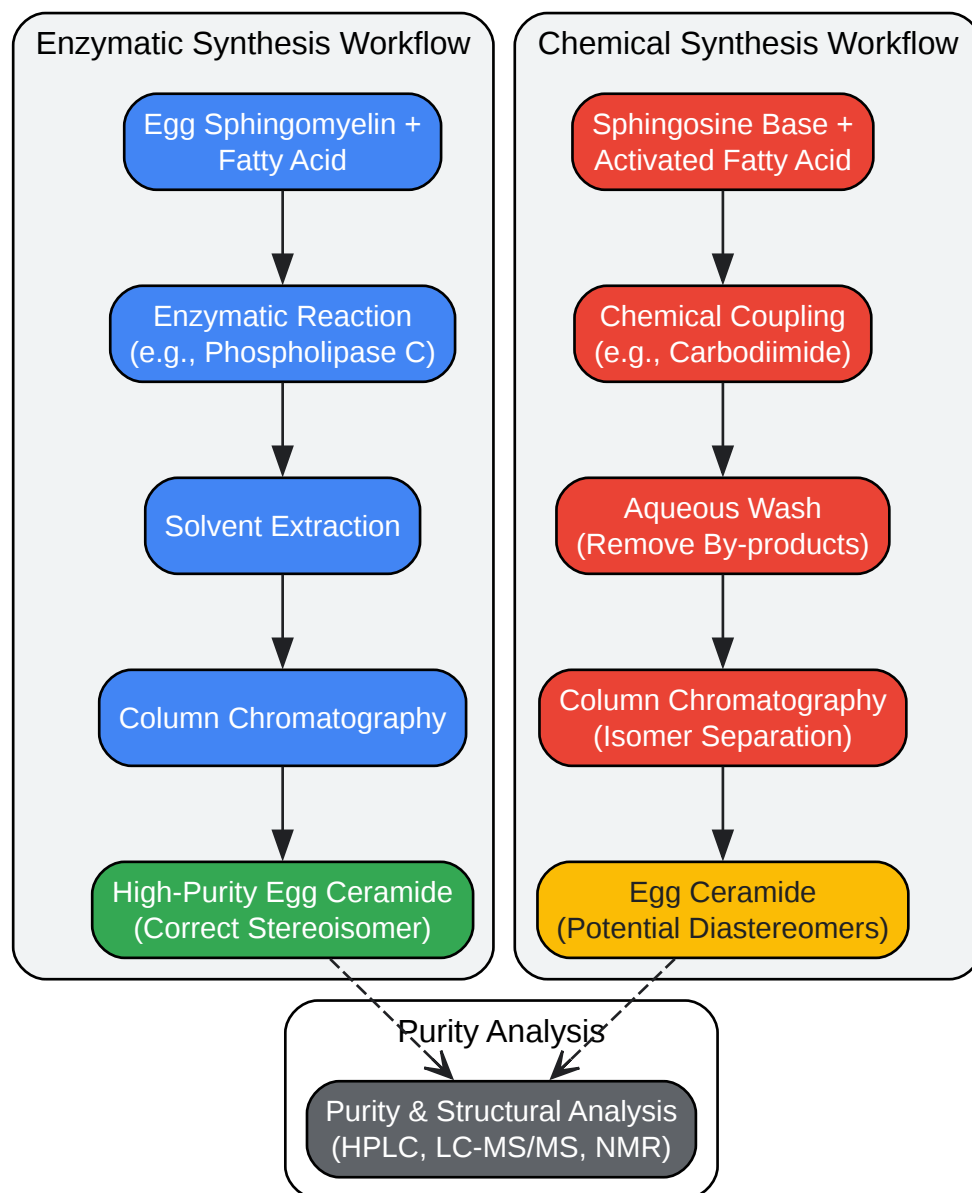 Enzymatic Synthesis Workflow
Egg Sphingomyelin +
Fatty Acid
Enzymatic Reaction
(e.g., Phospholipase C)
Solvent Extraction
Column Chromatography
High-Purity Egg Ceramide
(Correct Stereoisomer)
Chemical Synthesis Workflow
Sphingosine Base +
Activated Fatty Acid
Chemical Coupling
(e.g., Carbodiimide)
Aqueous Wash
(Remove By-products)
Column Chromatography
(Isomer Separation)
Egg Ceramide
(Potential Diastereomers)
Purity Analysis
Purity & Structural Analysis
(HPLC, LC-MS/MS, NMR)